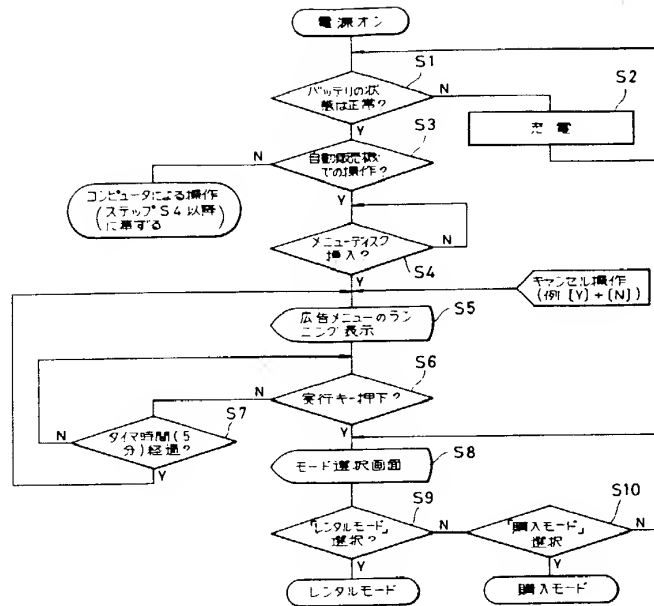 電源オン
S1
バッテリの状
態は正常?
N
S2
充電
Y
S3
N
自動販売機
での操作?
コンピュータによる操作
(ステップS4以降
に準ずる)
Y
メニューディスク
挿入?
N
S4
Y
キャンセル操作
(例 [Y]+[N])
広告メニューのラン
ニング表示
S5
S6
N
実行キー押下?
S7
N
タイマ時間(5
分)経過?
Y
Y
モード選択画面
S8
S9
「レンタルモード」
選択?
N
S10
「購入モード」
選択
N
Y
Y
レンタルモード
購入モード